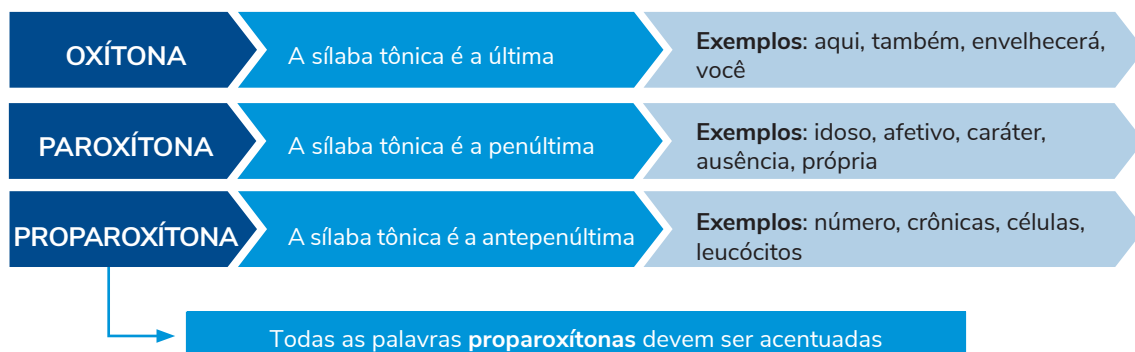 OXÍTONA
A sílaba tônica é a última
Exemplos: aqui, também, envelhecerá,
você
PAROXÍTONA
A sílaba tônica é a penúltima
Exemplos: idoso, afetivo, caráter,
ausência, própria
PROPAROXÍTONA
A sílaba tônica é a antepenúltima
Exemplos: número, crônicas, células,
leucócitos
Todas as palavras proparoxítonas devem ser acentuadas